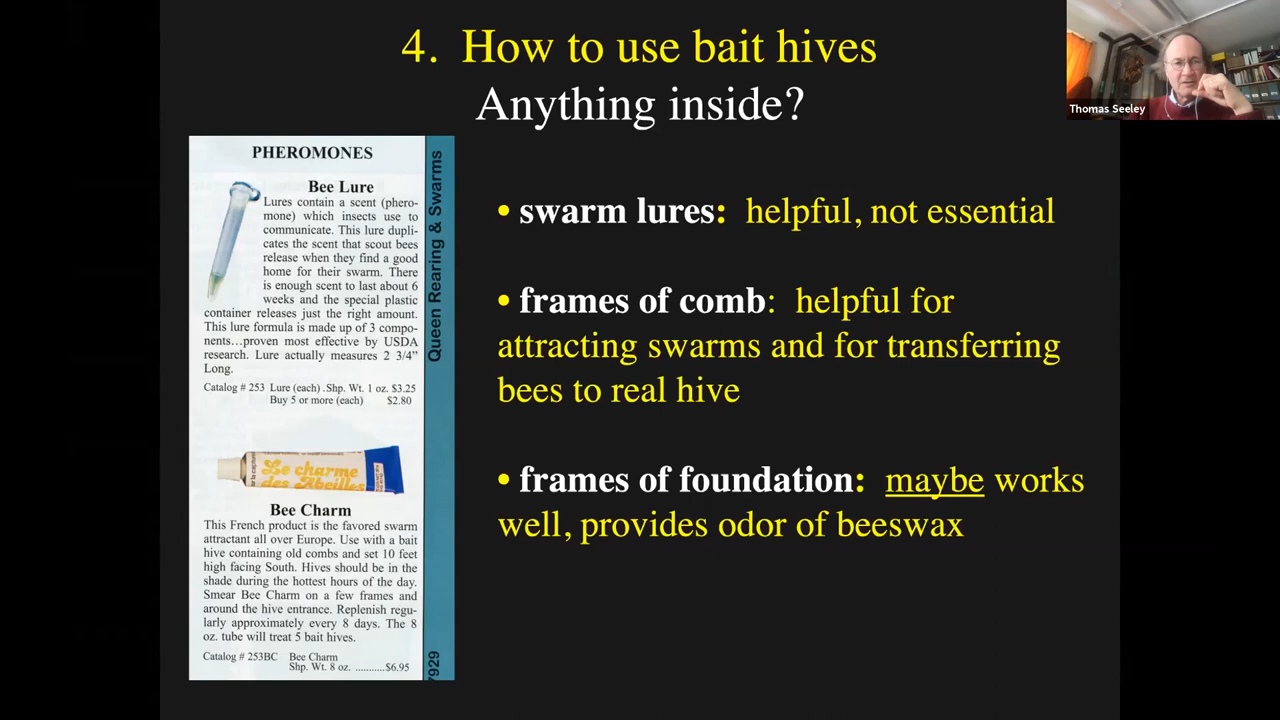 4. How to use bait hives
Anything inside?
Thomas Seeley
PHEROMONES
Bee Lure
Lures contain a scent (phero-
mone) which insects use to
communicate. This lure dupli-
cates the scent that scout bees
release when they find a good
home for their swarm. There
is enough scent to last about 6
weeks and the special plastic
container releases just the right amount.
This lure formula is made up of 3 compo-
nents...proven most effective by USDA
research. Lure actually measures 2 3/4"
Long.
Catalog # 253 Lure (each) .Shp. Wt. 1 oz. $3.25
Buy 5 or more (each) $2.80
Le charme
des Abeilles
Bee Charm
This French product is the favored swarm
attractant all over Europe. Use with a bait
hive containing old combs and set 10 feet
high facing South. Hives should be in the
shade during the hottest hours of the day.
Smear Bee Charm on a few frames and
around the hive entrance. Replenish regu-
larly approximately every 8 days. The 8
oz. tube will treat 5 bait hives.
Catalog # 253BC Bee Charm
Shp. Wt. 8 oz. ...........$6.95
Queen Rearing & Swarms
7929
• swarm lures: helpful, not essential
• frames of comb: helpful for
attracting swarms and for transferring
bees to real hive
• frames of foundation: maybe works
well, provides odor of beeswax